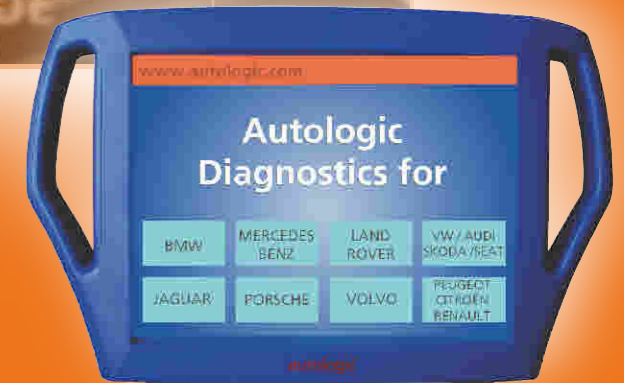 www.autologic.com
Autologic
Diagnostics for
BMW
MERCEDES
BENZ
LAND
ROVER
VW / AUDI
SKODA /SEAT
JAGUAR
PORSCHE
VOLVO
PEUGEOT
CITROËN
RENAULT
autologic